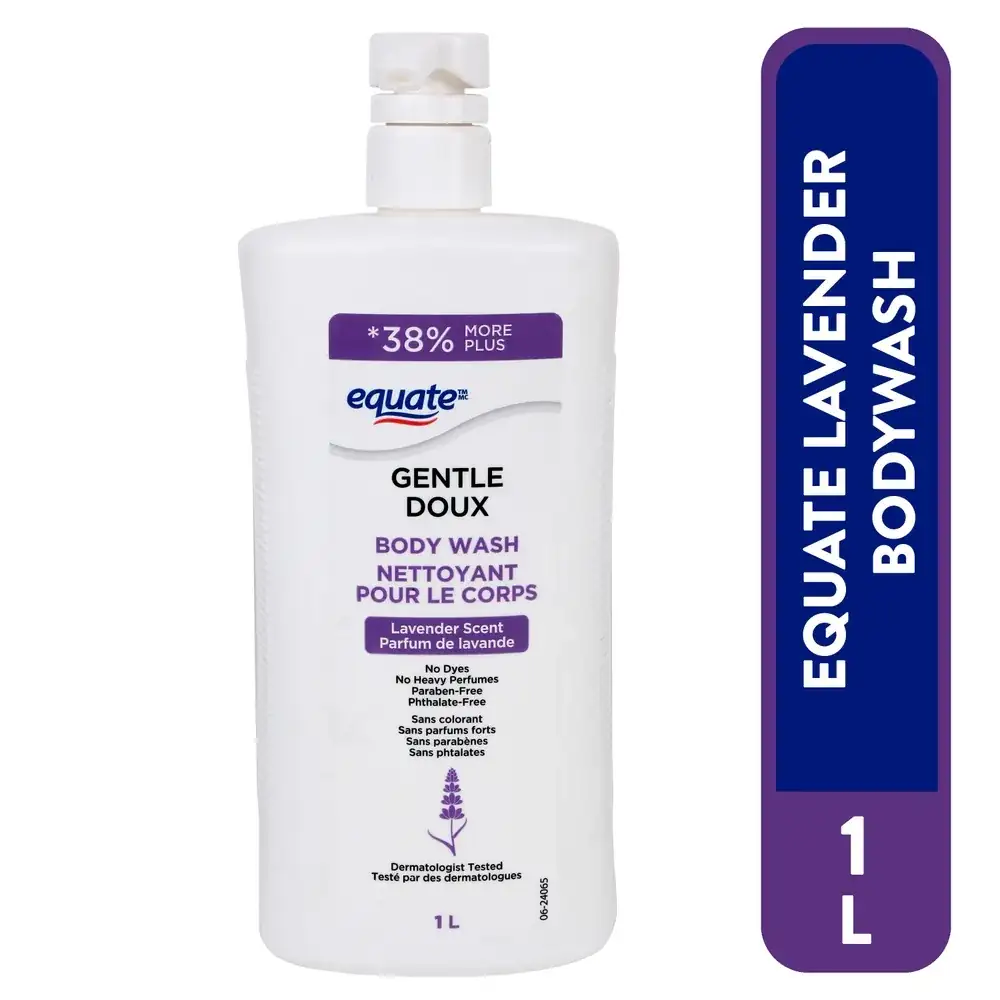 *38% MORE
PLUS
equate™ MC
GENTLE
DOUX
BODY WASH
NETTOYANT
POUR LE CORPS
Lavender Scent
Parfum de lavande
No Dyes
No Heavy Perfumes
Paraben-Free
Phthalate-Free
Sans colorant
Sans parfums forts
Sans parabènes
Sans phtalates
Dermatologist Tested
Testé par des dermatologues
1 L
06-24065
EQUATE LAVENDER
BODYWASH
1
L